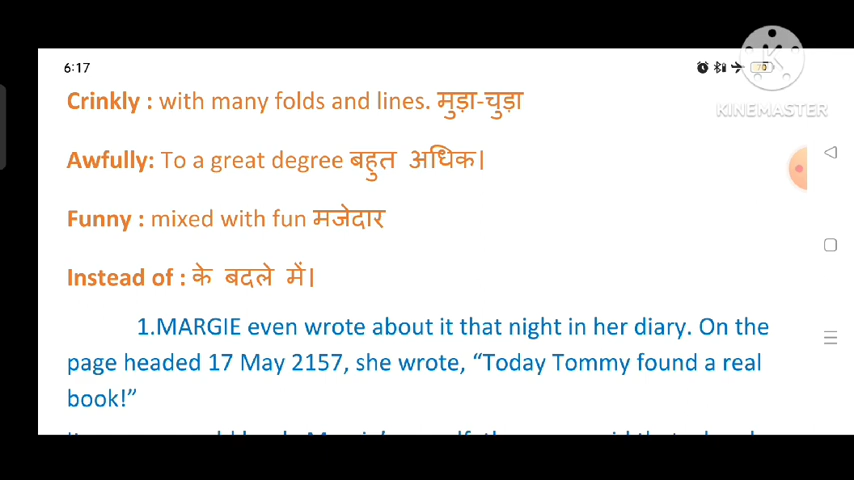 6:17
70
KINEMASTER
Crinkly : with many folds and lines. मुड़ा-चुड़ा
Awfully: To a great degree बहुत अधिक।
Funny : mixed with fun मजेदार
Instead of : के बदले में।
1.MARGIE even wrote about it that night in her diary. On the
page headed 17 May 2157, she wrote, “Today Tommy found a real
book!”